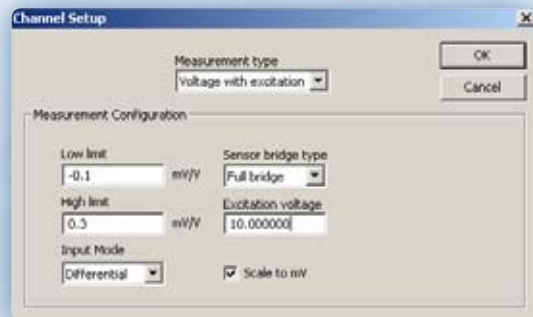 Channel Setup
Measurement type
Voltage with excitation
OK
Cancel
Measurement Configuration
Low limit
-0.1 mV/V
Sensor bridge type
Full bridge
High limit
0.3 mV/V
Excitation voltage
10.000000
Input Mode
Differential
Scale to mV